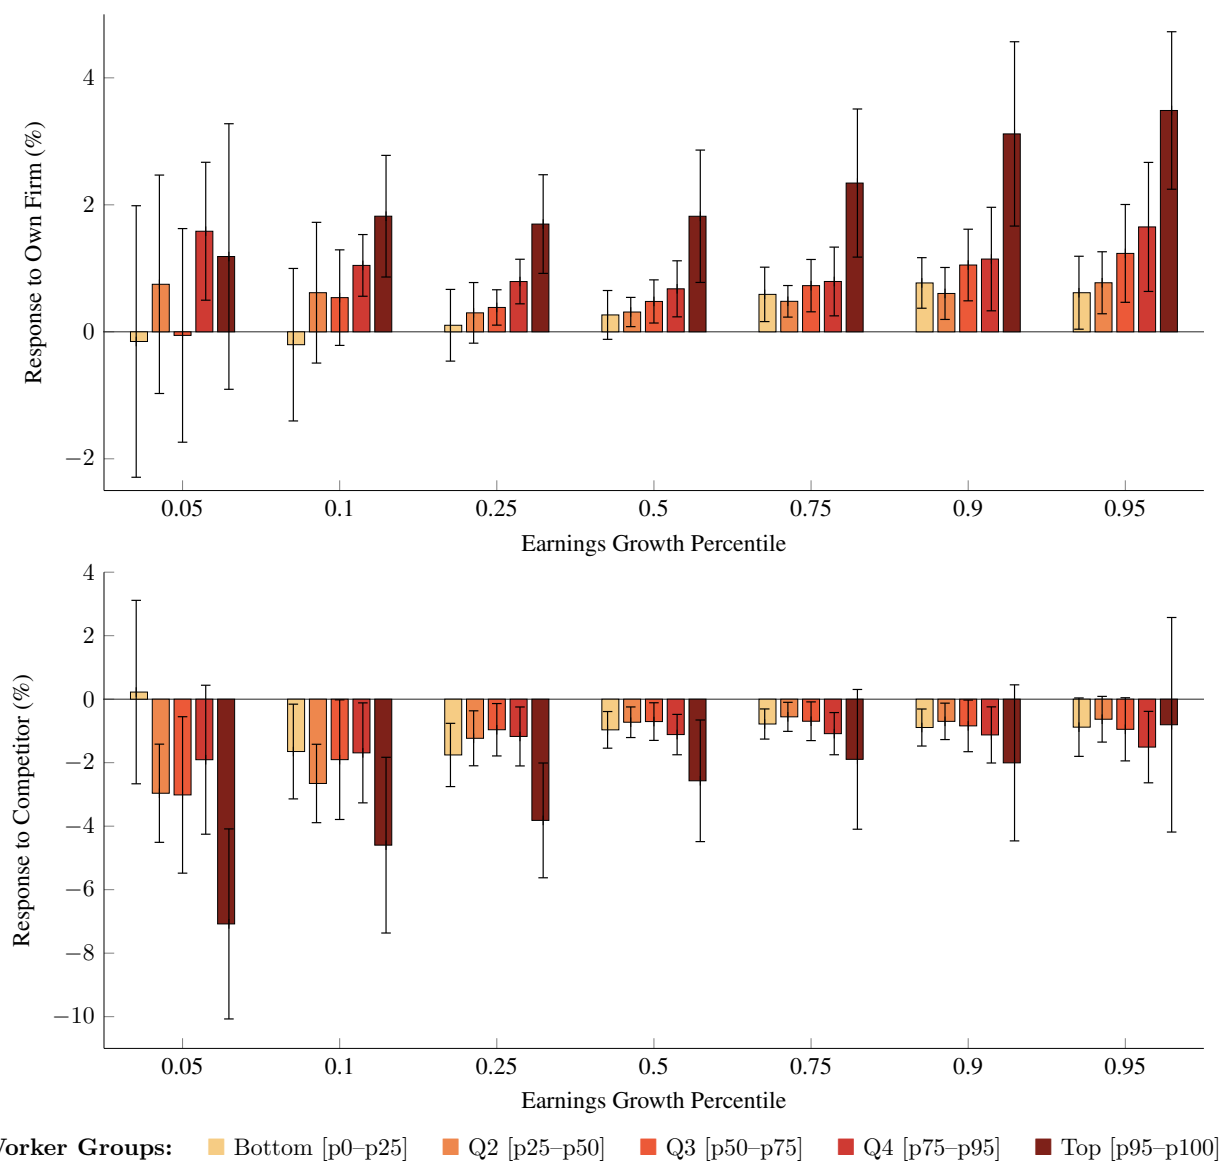 4
2
0
−2
Response to Own Firm (%)
0.05 0.1 0.25 0.5 0.75 0.9 0.95
Earnings Growth Percentile
4
2
0
−2
−4
−6
−8
−10
Response to Competitor (%)
0.05 0.1 0.25 0.5 0.75 0.9 0.95
Earnings Growth Percentile
Worker Groups: Bottom [p0–p25] Q2 [p25–p50] Q3 [p50–p75] Q4 [p75–p95] Top [p95–p100]